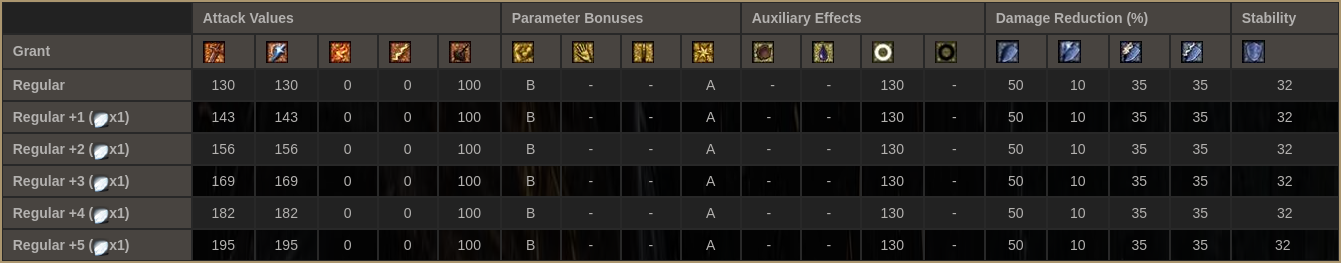 Attack Values Parameter Bonuses Auxiliary Effects Damage Reduction (%) Stability
Grant
Regular 130 130 0 0 100 B - - A - - 130 - 50 10 35 35 32
Regular +1 (x1) 143 143 0 0 100 B - - A - - 130 - 50 10 35 35 32
Regular +2 (x1) 156 156 0 0 100 B - - A - - 130 - 50 10 35 35 32
Regular +3 (x1) 169 169 0 0 100 B - - A - - 130 - 50 10 35 35 32
Regular +4 (x1) 182 182 0 0 100 B - - A - - 130 - 50 10 35 35 32
Regular +5 (x1) 195 195 0 0 100 B - - A - - 130 - 50 10 35 35 32